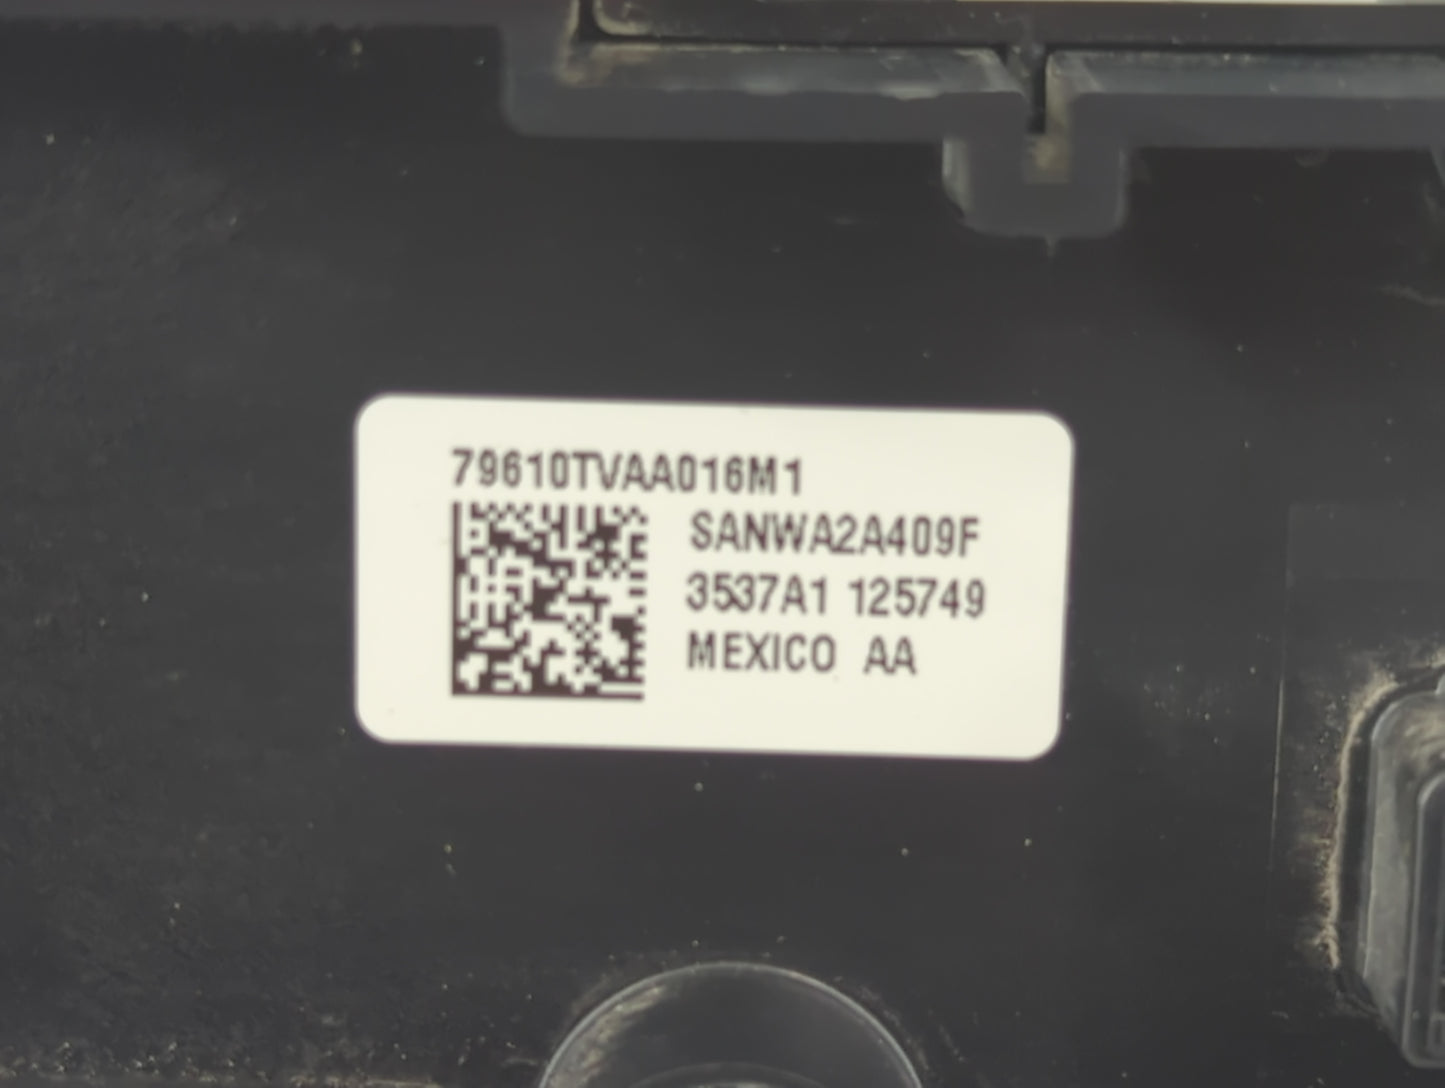 79610TVAA016M1
SANWA2A409F
3537A1 125749
MEXICO AA